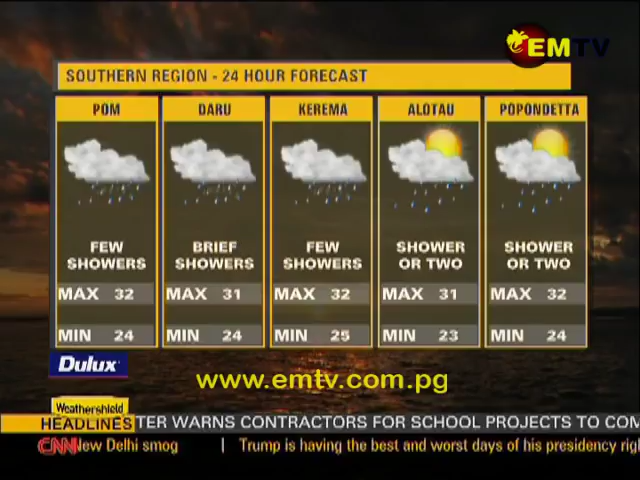 EMTV
SOUTHERN REGION - 24 HOUR FORECAST
POM
FEW
SHOWERS
MAX 32
MIN 24
DARU
BRIEF
SHOWERS
MAX 31
MIN 24
KEREMA
FEW
SHOWERS
MAX 32
MIN 25
ALOTAU
SHOWER
OR TWO
MAX 31
MIN 23
POPONDETTA
SHOWER
OR TWO
MAX 32
MIN 24
Dulux
www.emtv.com.pg
Weathershield
HEADLINES TER WARNS CONTRACTORS FOR SCHOOL PROJECTS TO COM
CNN New Delhi smog | Trump is having the best and worst days of his presidency rig